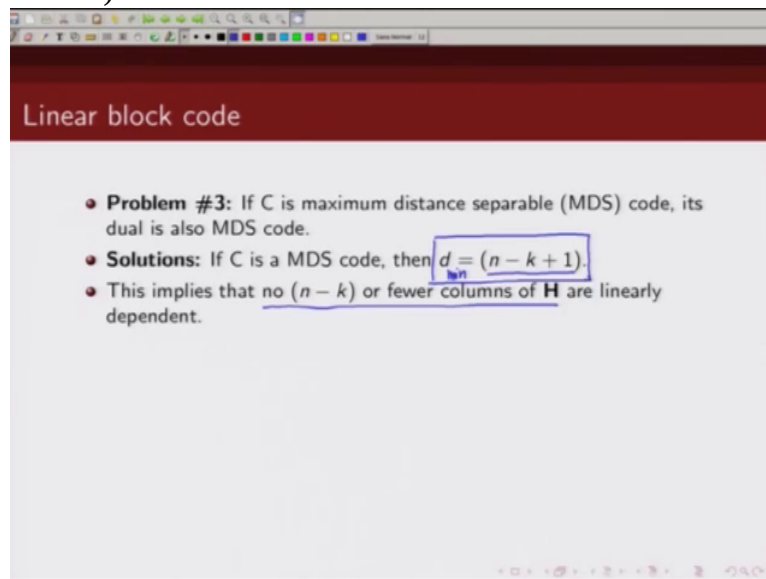 Linear block code
Problem #3: If C is maximum distance separable (MDS) code, its
dual is also MDS code.
Solutions: If C is a MDS code, then d min = (n − k + 1).
This implies that no (n − k) or fewer columns of H are linearly
dependent.